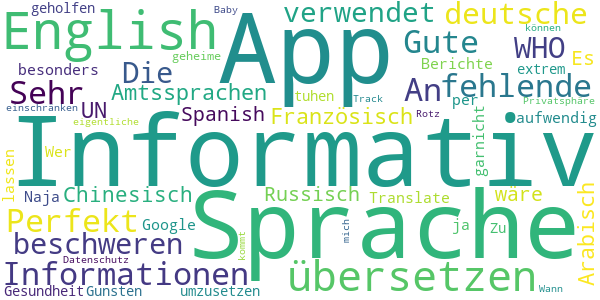 geholfen Baby verwendet deutsche
English App Gute WHO Es können
geheime Berichte
besonders Die An fehlende extrem
Sehr Amtssprachen tuhen Track per Privatsphäre
einschränken UN Spanish Französisch Rotz garnicht •aufwendig
eigentliche
Informativ
lassen Wer
Naja Chinesisch Sprache Russisch Translate wäre Arabisch
Perfekt Google mich ja Zu
beschweren kommt
Datenschutz
Informationen übersetzen
Gesundheit Gunsten umzusetzen Wann